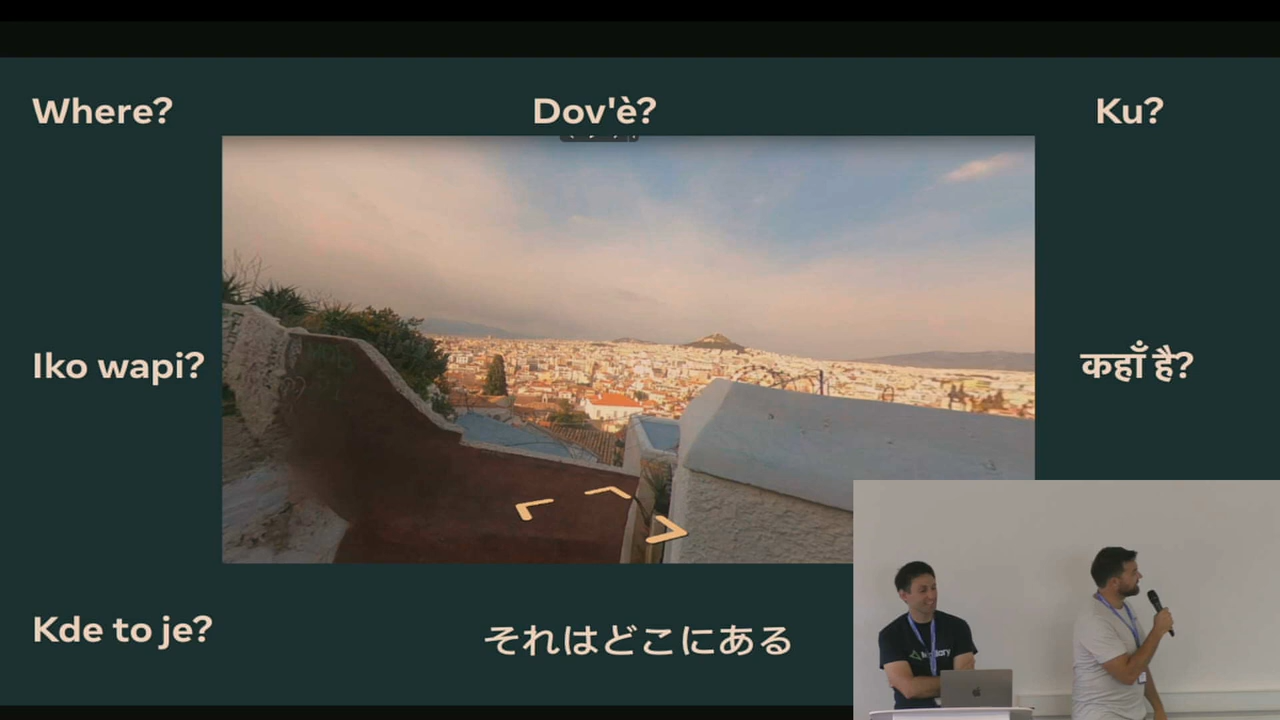 Where?
Dov'è?
Ku?
Iko wapi?
कहाँ है?
Kde to je?
それはどこにある